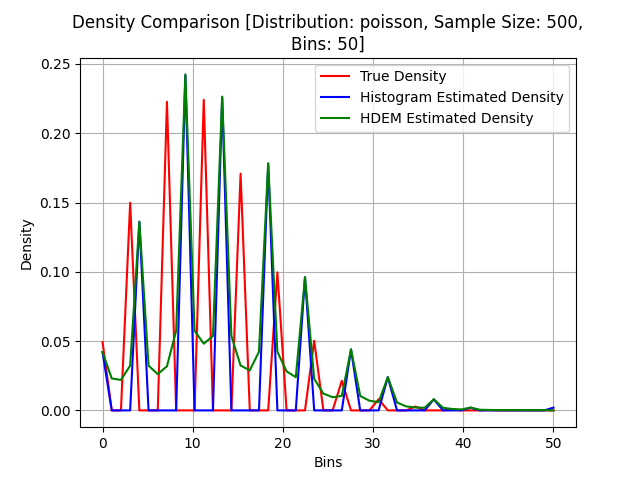 Density Comparison [Distribution: poisson, Sample Size: 500,
Bins: 50]
True Density
Histogram Estimated Density
HDEM Estimated Density
Density
0.25
0.20
0.15
0.10
0.05
0.00
0 10 20 30 40 50
Bins